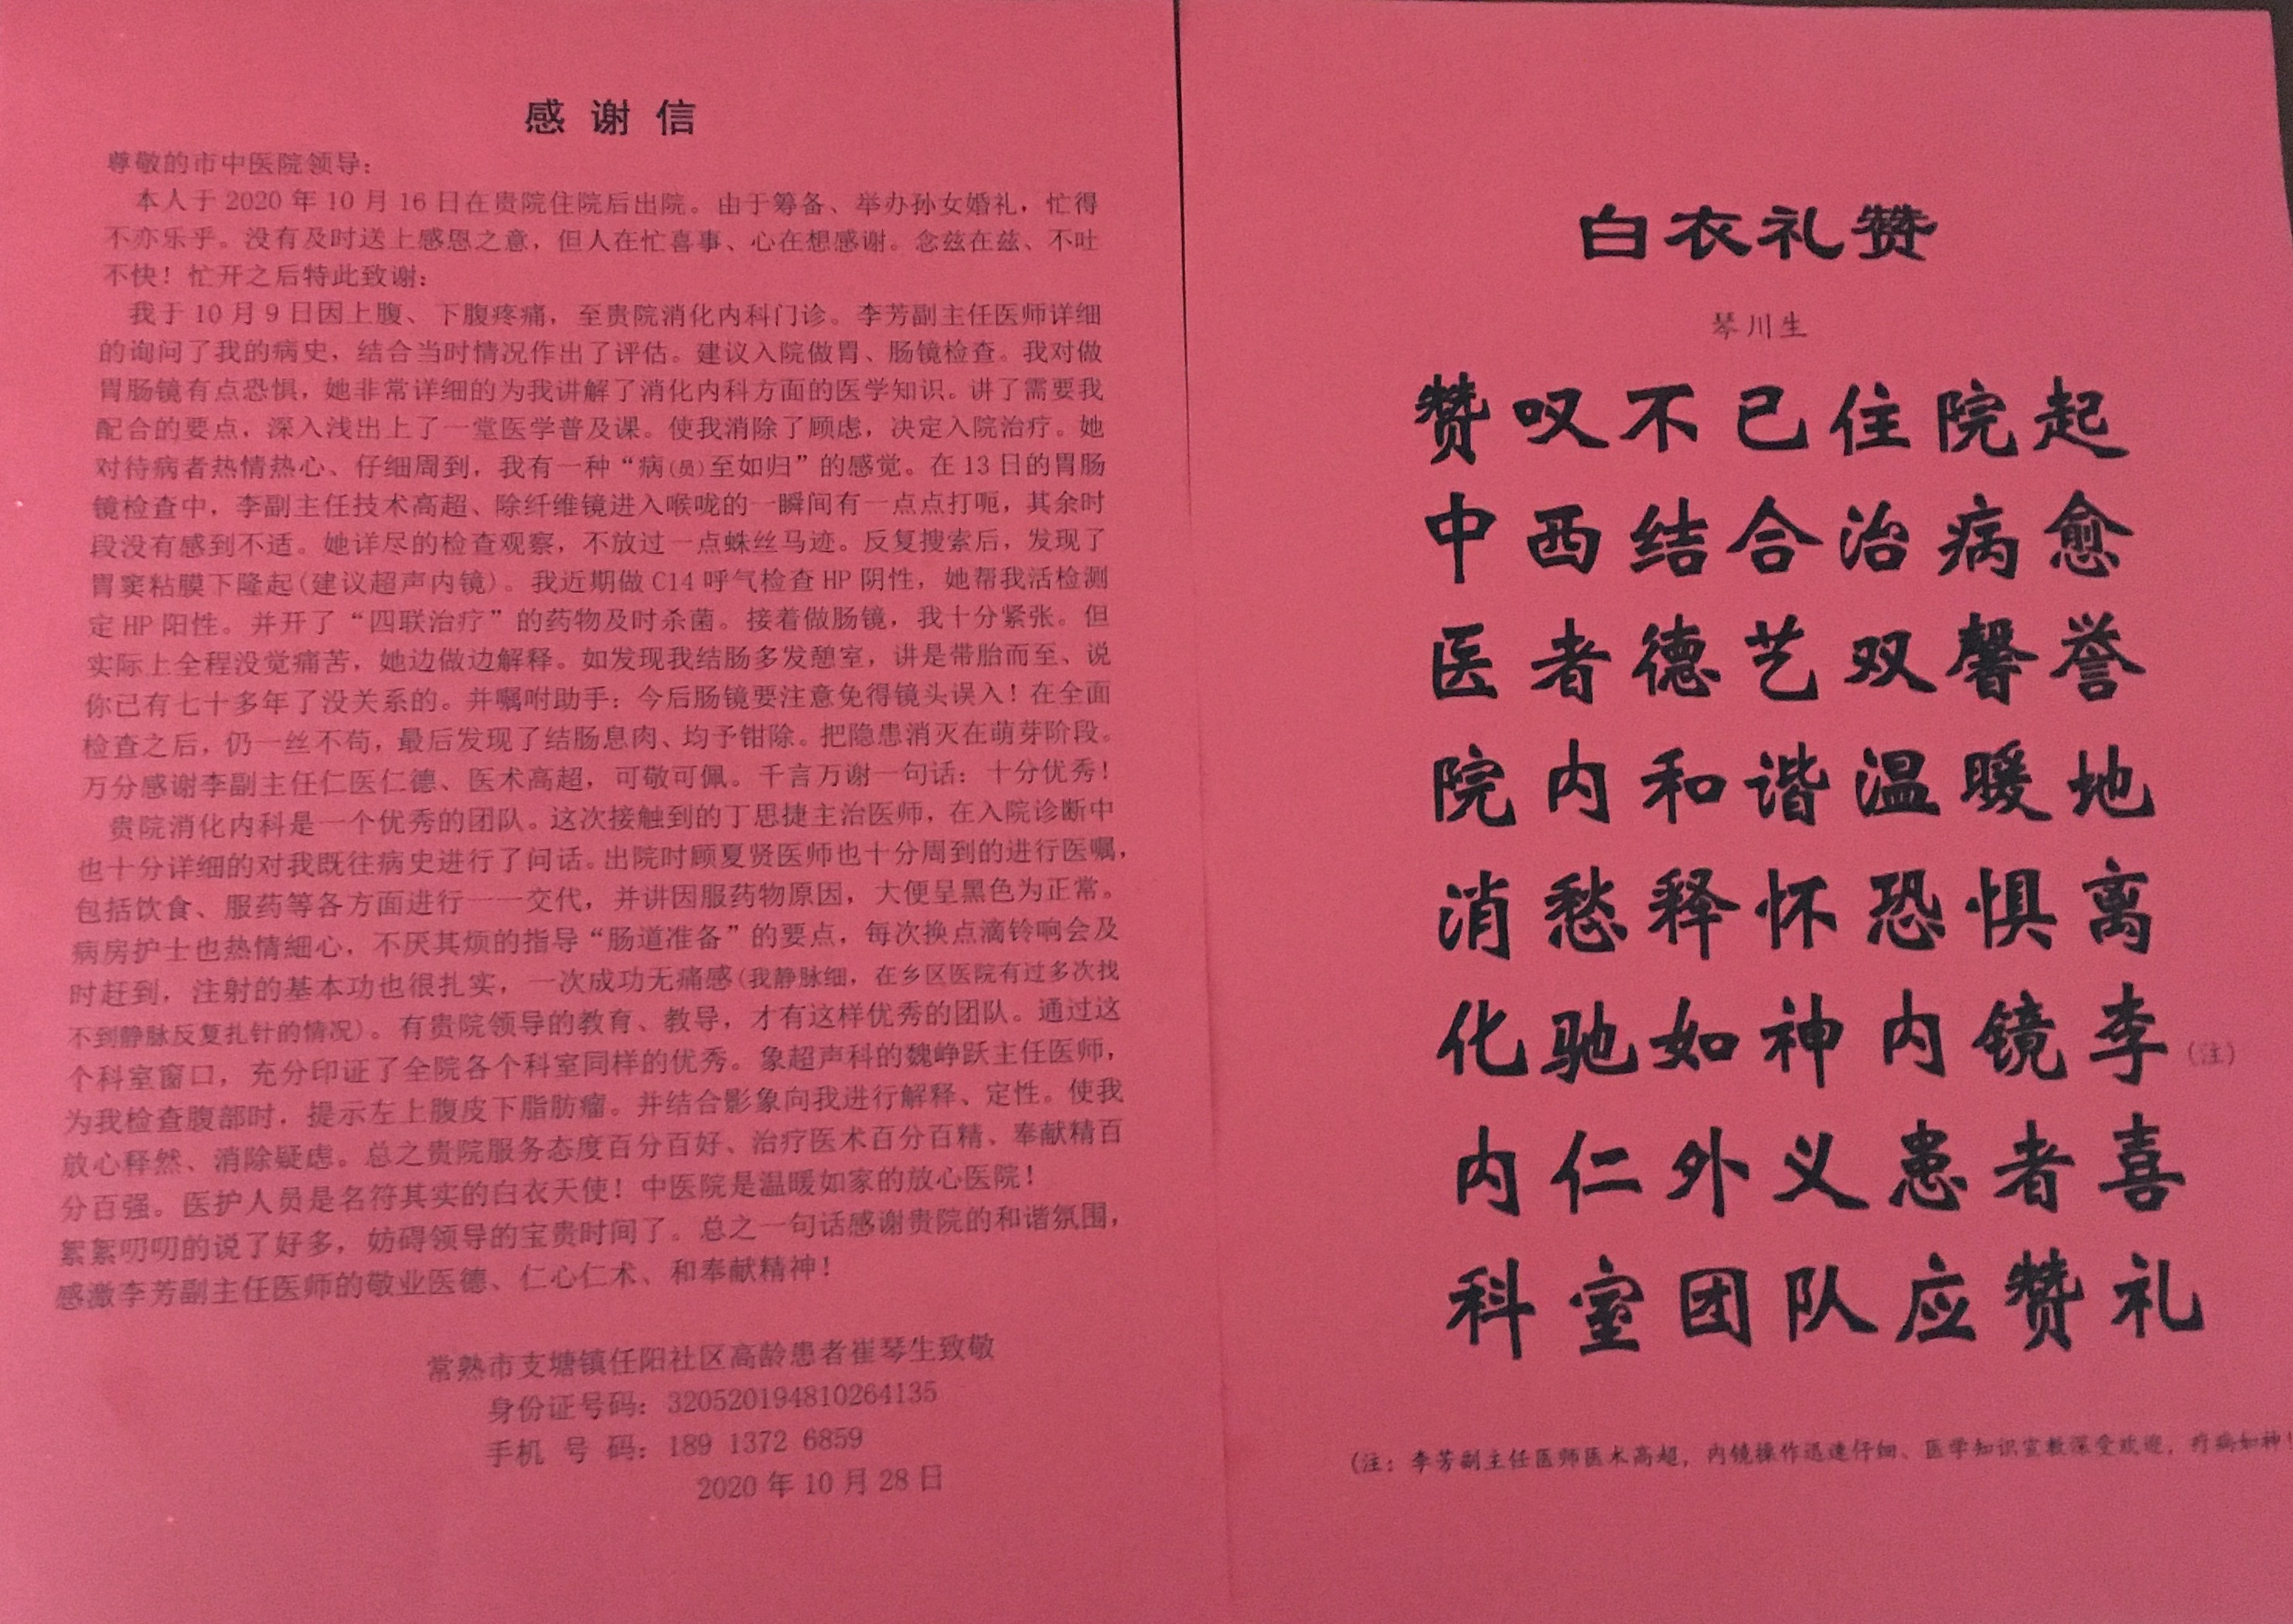 感谢信
尊敬的市中医院领导：
本人于 2020 年 10 月 16 日在贵院住院后出院。由于筹备、举办孙女婚礼，忙得
不亦乐乎。没有及时送上感恩之意，但人在忙喜事、心在想感谢。念兹在兹、不吐
不快！忙开之后特此致谢：
我于 10 月 9 日因上腹、下腹疼痛，至贵院消化内科门诊。李芳副主任医师详细
的询问了我的病史，结合当时情况作出了评估。建议入院做胃、肠镜检查。我对做
胃肠镜有点恐惧，她非常详细的为我讲解了消化内科方面的医学知识。讲了需要我
配合的要点，深入浅出上了一堂医学普及课。使我消除了顾虑，决定入院治疗。她
对待病者热情热心、仔细周到，我有一种“病(员)至如归”的感觉。在 13 日的胃肠
镜检查中，李副主任技术高超、除纤维镜进入喉咙的一瞬间有一点点打呃，其余时
段没有感到不适。她详尽的检查观察，不放过一点蛛丝马迹。反复搜索后，发现了
胃窦粘膜下隆起(建议超声内镜)。我近期做 C14 呼气检查 HP 阴性，她帮我活检测
定 HP 阳性。并开了“四联治疗”的药物及时杀菌。接着做肠镜，我十分紧张。但
实际上全程没觉痛苦，她边做边解释。如发现我结肠多发憩室，讲是带胎而至、说
你已有七十多年了没关系的。并嘱咐助手：今后肠镜要注意免得镜头误入！在全面
检查之后，仍一丝不苟，最后发现了结肠息肉、均予钳除。把隐患消灭在萌芽阶段。
万分感谢李副主任仁医仁德、医术高超，可敬可佩。千言万谢一句话：十分优秀！
贵院消化内科是一个优秀的团队。这次接触到的丁思捷主治医师，在入院诊断中
也十分详细的对我既往病史进行了问话。出院时顾夏贤医师也十分周到的进行医嘱，
包括饮食、服药等各方面进行一一交代，并讲因服药物原因，大便呈黑色为正常。
病房护士也热情細心，不厌其烦的指导“肠道准备”的要点，每次换点滴铃响会及
时赶到，注射的基本功也很扎实，一次成功无痛感(我静脉细，在乡区医院有过多次找
不到静脉反复扎针的情况)。有贵院领导的教育、教导，才有这样优秀的团队。通过这
个科室窗口，充分印证了全院各个科室同样的优秀。象超声科的魏峥跃主任医师，
为我检查腹部时，提示左上腹皮下脂肪瘤。并结合影象向我进行解释、定性。使我
放心释然、消除疑虑。总之贵院服务态度百分百好、治疗医术百分百精、奉献精百
分百强。医护人员是名符其实的白衣天使！中医院是温暖如家的放心医院！
絮絮叨叨的说了好多，妨碍领导的宝贵时间了。总之一句话感谢贵院的和谐氛围，
感激李芳副主任医师的敬业医德、仁心仁术、和奉献精神！
常熟市支塘镇任阳社区高龄患者崔琴生致敬
身份证号码：320520194810264135
手机 号 码：189 1372 6859
2020 年 10 月 28 日
白衣礼赞
琴川生
赞叹不已住院起
中西结合治病愈
医者德艺双馨誉
院内和谐温暖地
消愁释怀恐惧离
化驰如神内镜李(注)
内仁外义患者喜
科室团队应赞礼
(注：李芳副主任医师医术高超，内镜操作迅速仔细、医学知识宣教深受欢迎，疗病如神！